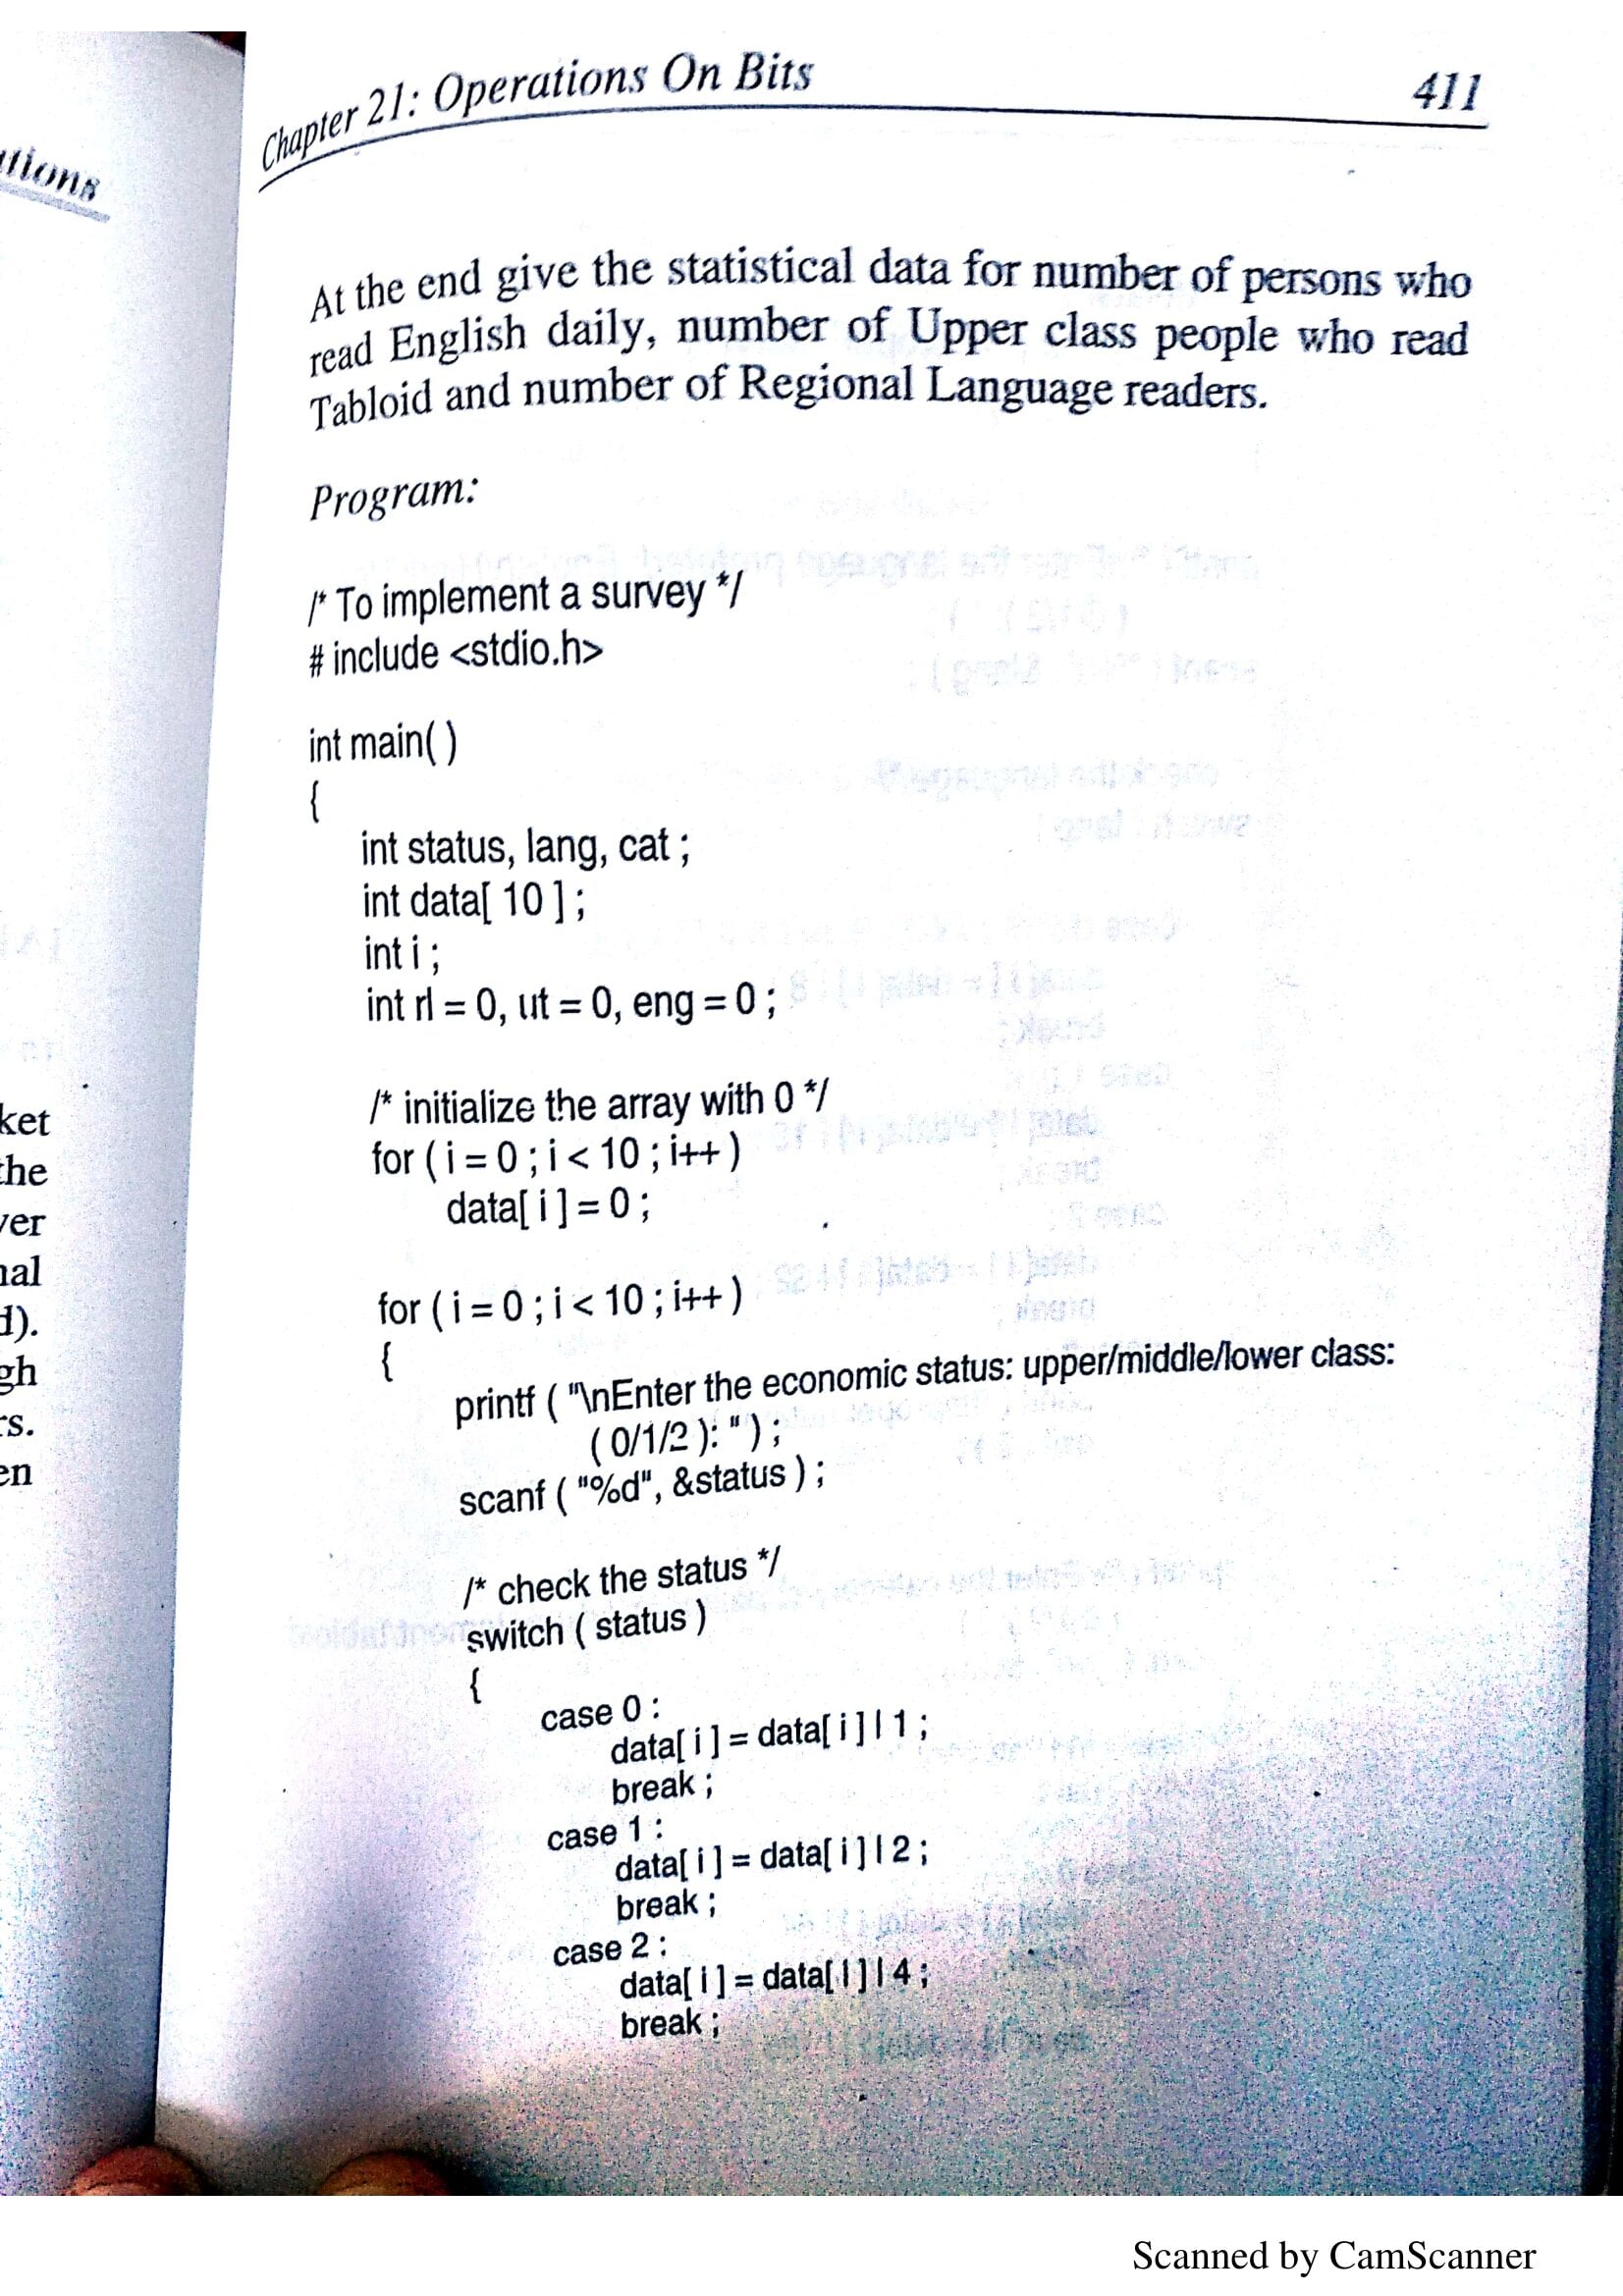 Chapter 21: Operations On Bits 411
tions
At the end give the statistical data for number of persons who
read English daily, number of Upper class people who read
Tabloid and number of Regional Language readers.
Program:
/* To implement a survey */
# include <stdio.h>
int main( )
{
int status, lang, cat ;
int data[ 10 ] ;
int i ;
int rl = 0, ut = 0, eng = 0 ;
/* initialize the array with 0 */
for ( i = 0 ; i < 10 ; i++ )
data[ i ] = 0 ;
for ( i = 0 ; i < 10 ; i++ )
{
printf ( "\nEnter the economic status: upper/middle/lower class:
( 0/1/2 ): " ) ;
scanf ( "%d", &status ) ;
/* check the status */
switch ( status )
{
case 0 :
data[ i ] = data[ i ] | 1 ;
break ;
case 1 :
data[ i ] = data[ i ] | 2 ;
break ;
case 2 :
data[ i ] = data[ i ] | 4 ;
break ;
ket
the
ver
nal
d).
gh
rs.
en
Scanned by CamScanner